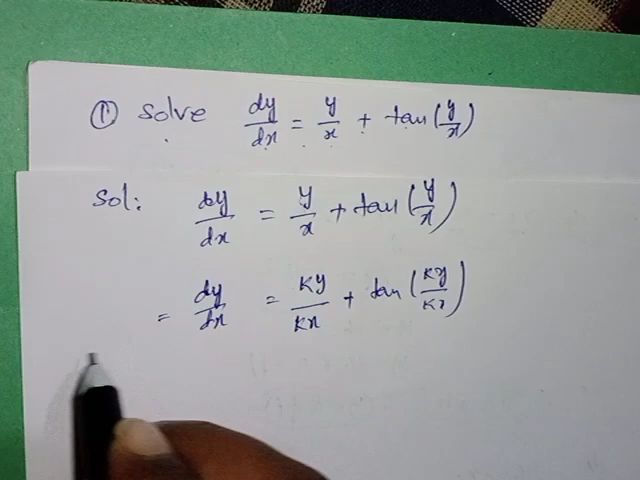 ① Solve dy/dx = y/x + tan(y/x)
Sol: dy/dx = y/x + tan(y/x)
= dy/dx = Ky/Kx + tan(Ky/Kx)